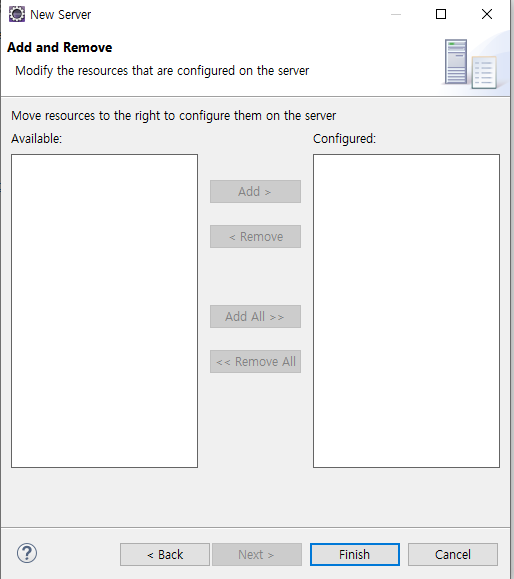 New Server
Add and Remove
Modify the resources that are configured on the server
Move resources to the right to configure them on the server
Available:
Configured:
Add >
< Remove
Add All >>
<< Remove All
?
< Back
Next >
Finish
Cancel